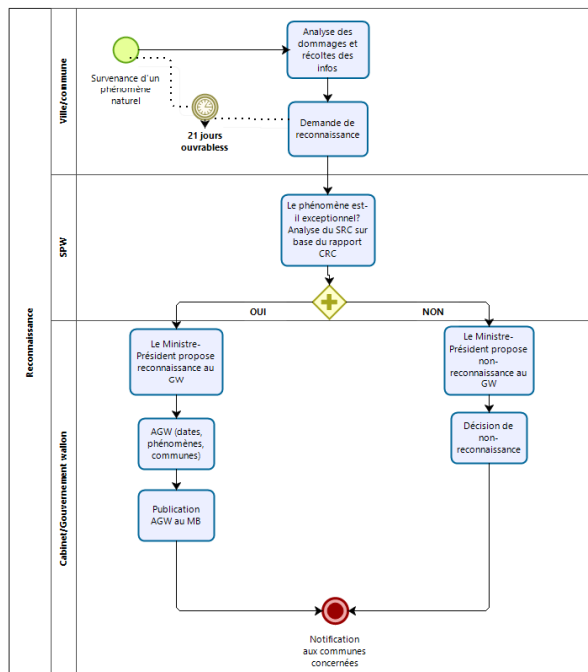 Reconnaissance
Ville/commune
Survenance d'un
phénomène
naturel
Analyse des
dommages et
récoltes des
infos
21 jours
ouvrabless
Demande de
reconnaissance
SPW
Le phénomène est-
il exceptionnel?
Analyse du SRC sur
base du rapport
CRC
OUI
NON
Cabinet/Gouvernement wallon
Le Ministre-
Président propose
reconnaissance au
GW
AGW (dates,
phénomènes,
communes)
Publication
AGW au MB
Le Ministre-
Président propose
non-
reconnaissance au
GW
Décision de
non-
reconnaissance
Notification
aux communes
concernées